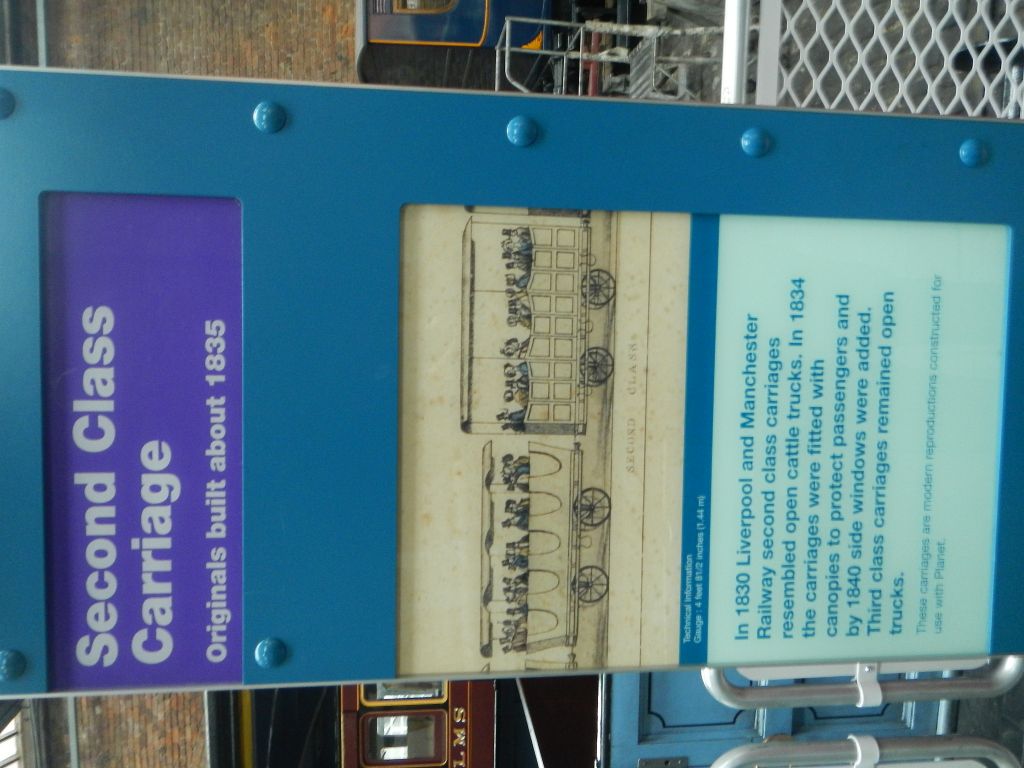 Second Class
Carriage
Originals built about 1835
SECOND CLASS
Technical Information
Gauge : 4 feet 81/2 inches (1.44 m)
In 1830 Liverpool and Manchester
Railway second class carriages
resembled open cattle trucks. In 1834
the carriages were fitted with
canopies to protect passengers and
by 1840 side windows were added.
Third class carriages remained open
trucks.
These carriages are modern reproductions constructed for
use with Planet.
LMS